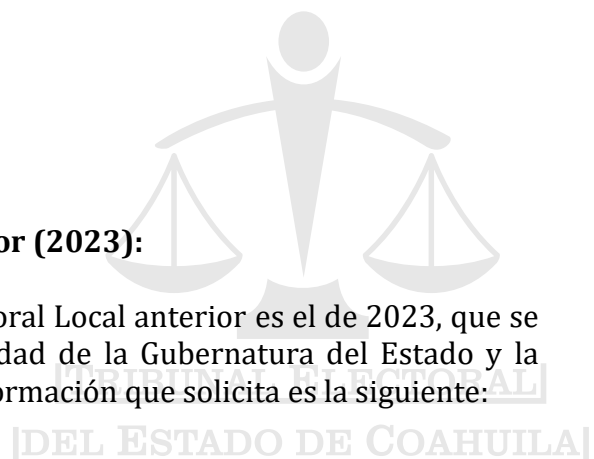 or (2023):
oral Local anterior es el de 2023, que se
dad de la Gubernatura del Estado y la
ormación que solicita es la siguiente:
|TRIBUNAL ELECTORAL|
|DEL ESTADO DE COAHUILA|